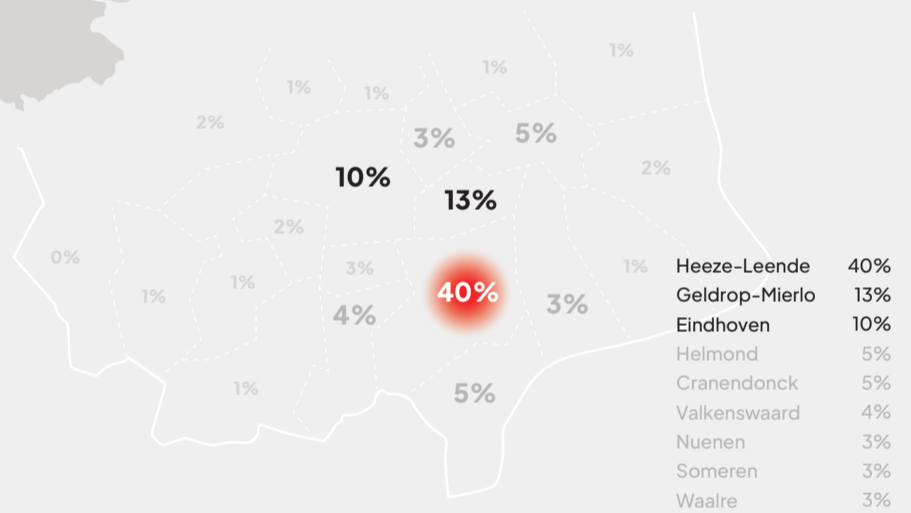 1%
1%
1%
1%
2%
3%
5%
10%
2%
13%
2%
0%
3%
1%
1%
1%
40%
4%
3%
1%
5%
Heeze-Leende 40%
Geldrop-Mierlo 13%
Eindhoven 10%
Helmond 5%
Cranendonck 5%
Valkenswaard 4%
Nuenen 3%
Someren 3%
Waalre 3%